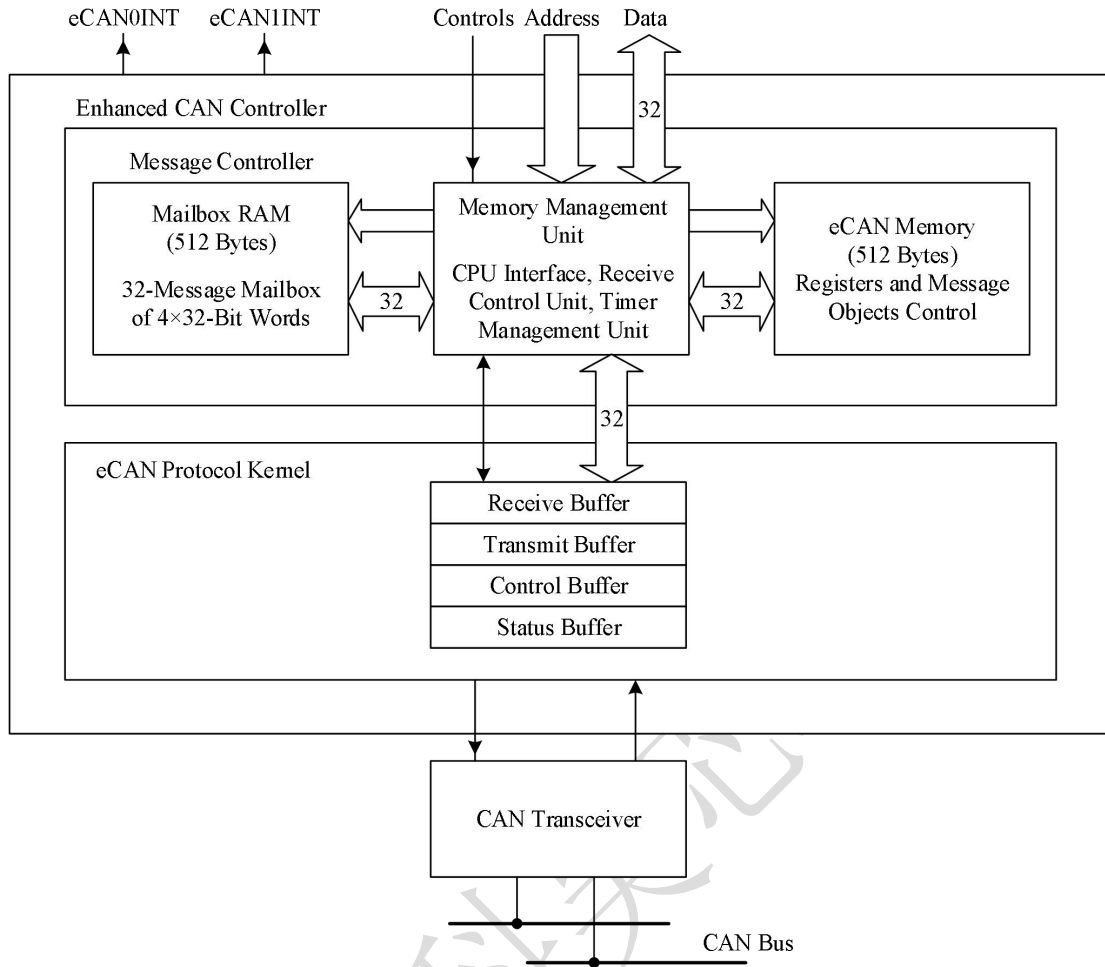 eCAN0INT eCAN1INT Controls Address Data
32
Enhanced CAN Controller
Message Controller
Mailbox RAM
(512 Bytes)
32-Message Mailbox
of 4×32-Bit Words
32
Memory Management
Unit
CPU Interface, Receive
Control Unit, Timer
Management Unit
32
eCAN Memory
(512 Bytes)
Registers and Message
Objects Control
32
eCAN Protocol Kernel
Receive Buffer
Transmit Buffer
Control Buffer
Status Buffer
CAN Transceiver
CAN Bus